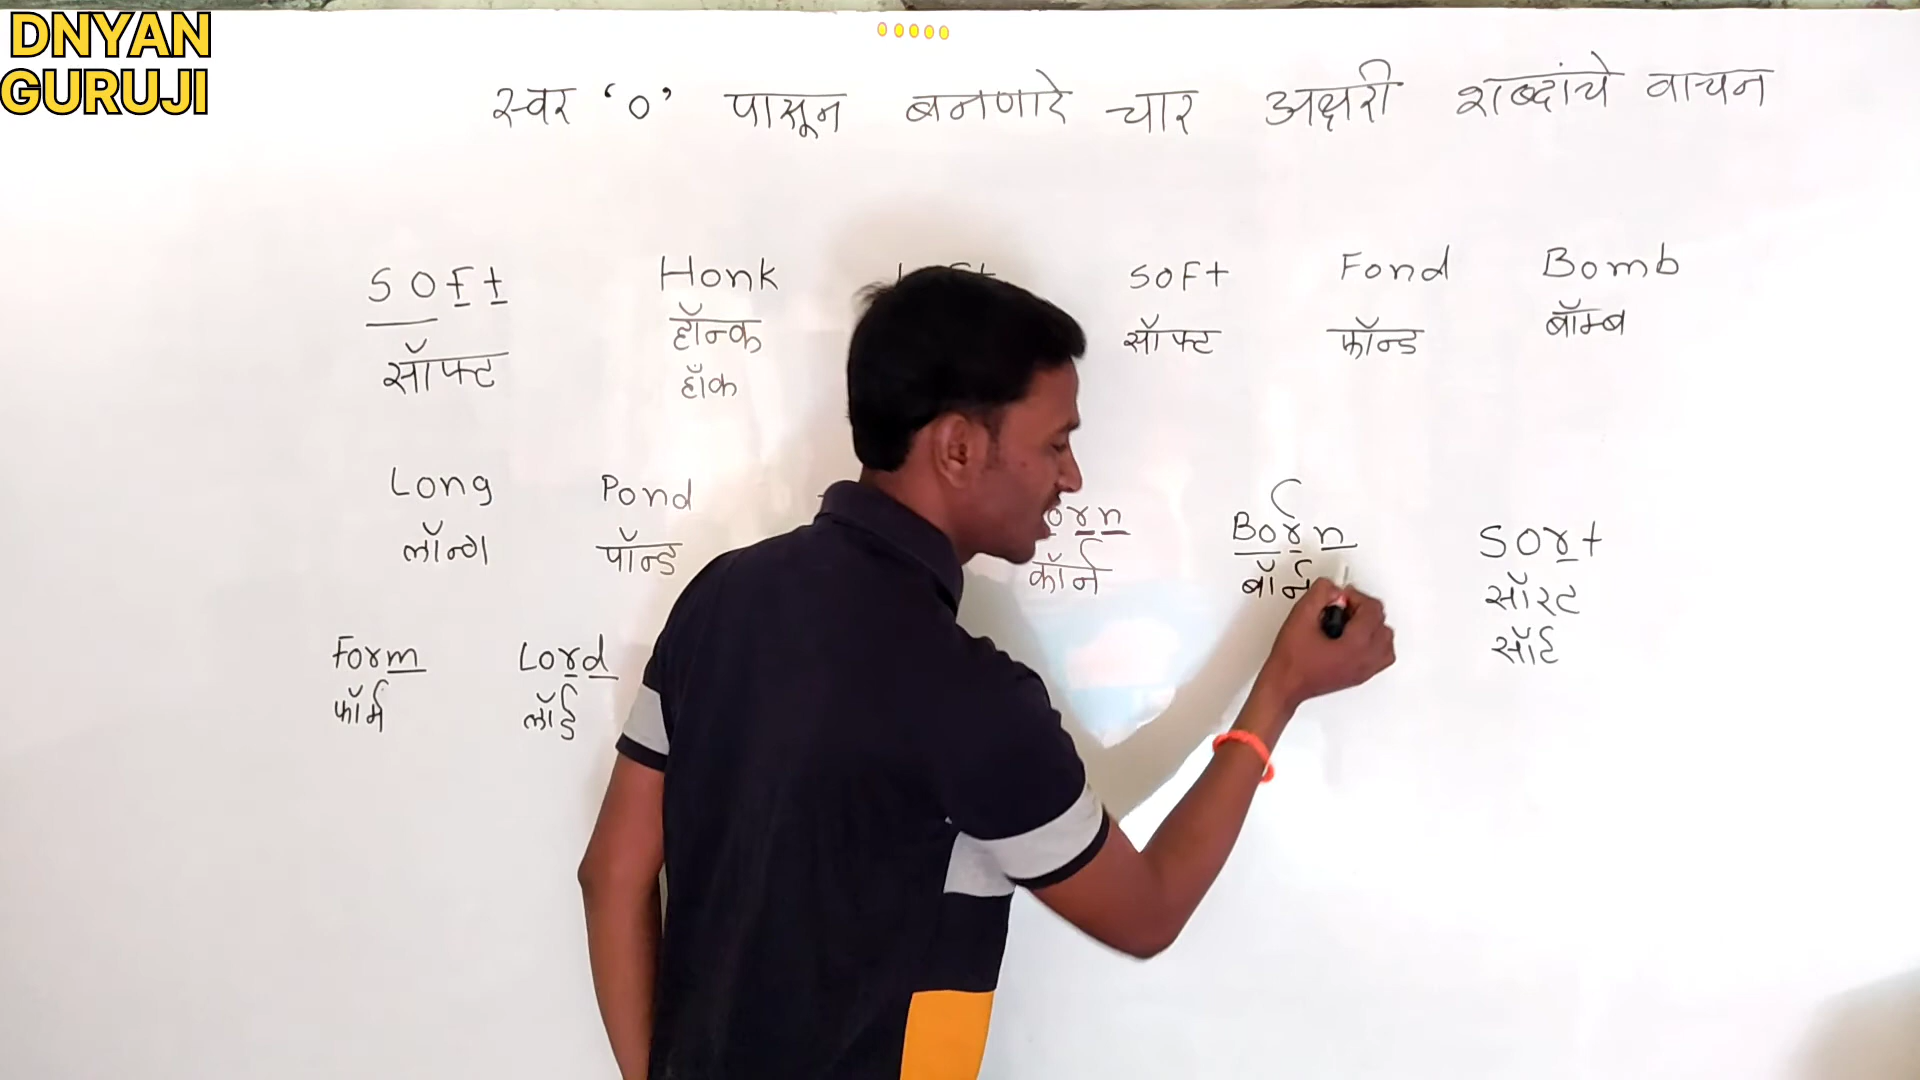 DNYAN
GURUJI
स्वर ‘o’ पासून बनणारे चार अक्षरी शब्दांचे वाचन
SOFt Honk SOFt Fond Bomb
सॉफ्ट हॉन्क सॉफ्ट फॉन्ड बॉम्ब
हॉंक
Long Pond Born Sort
लॉन्ग पॉन्ड कॉर्न बॉर्न सॉरट
सॉर्ट
Form Lord
फॉर्म लॉर्ड